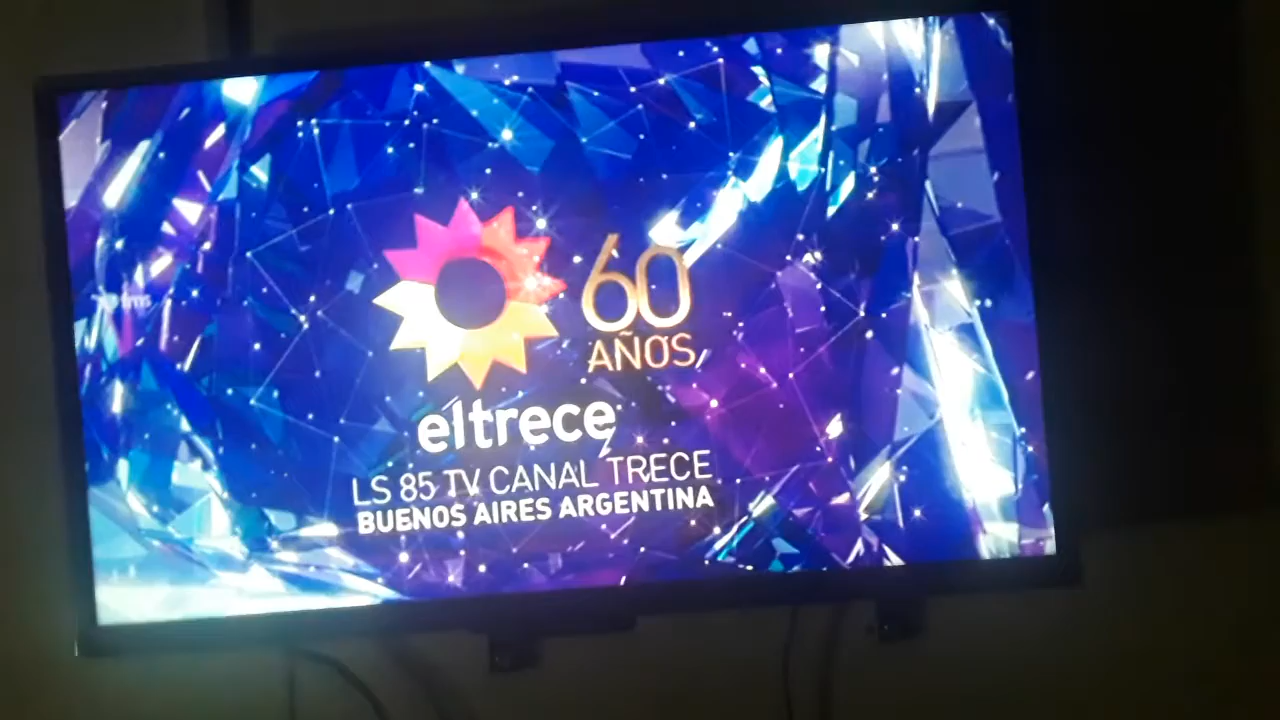 60
AÑOS
eltrece
LS 85 TV CANAL TRECE
BUENOS AIRES ARGENTINA